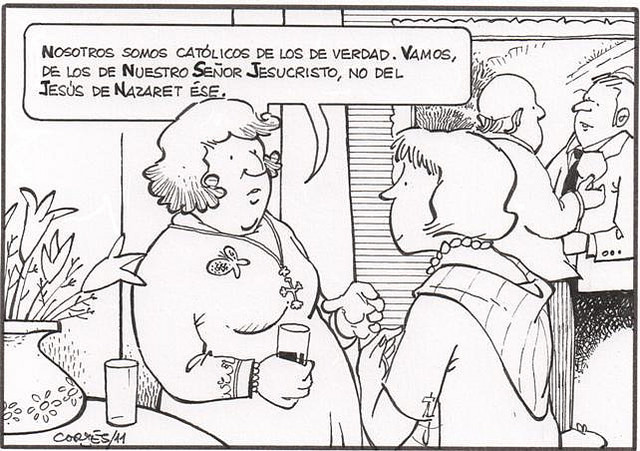 NOSOTROS SOMOS CATÓLICOS DE LOS DE VERDAD. VAMOS,
DE LOS DE NUESTRO SEÑOR JESUCRISTO, NO DEL
JESÚS DE NAZARET ÉSE.
CORTÉS/11